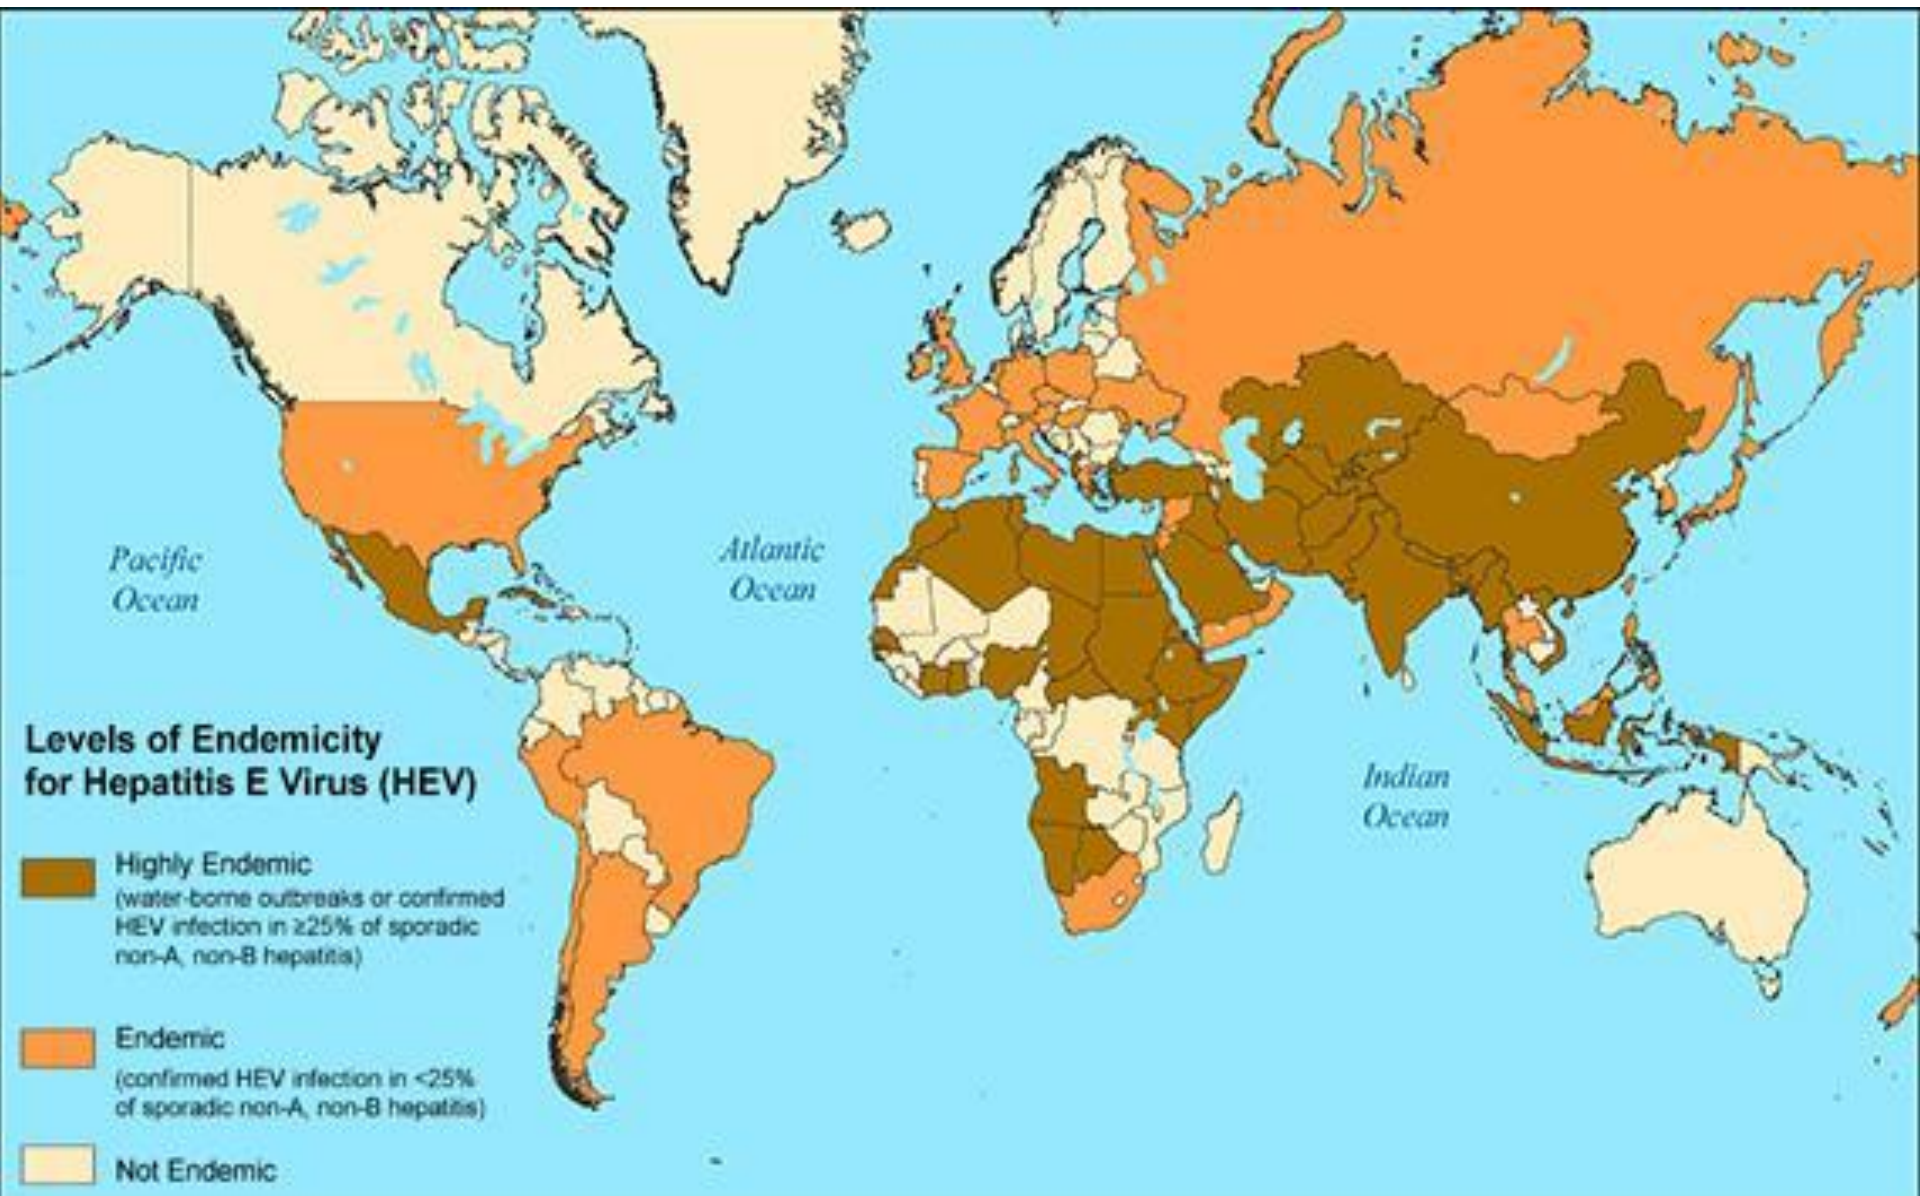 Pacific
Ocean
Atlantic
Ocean
Indian
Ocean
Levels of Endemicity
for Hepatitis E Virus (HEV)
Highly Endemic
(water-borne outbreaks or confirmed
HEV infection in ≥25% of sporadic
non-A, non-B hepatitis)
Endemic
(confirmed HEV infection in <25%
of sporadic non-A, non-B hepatitis)
Not Endemic